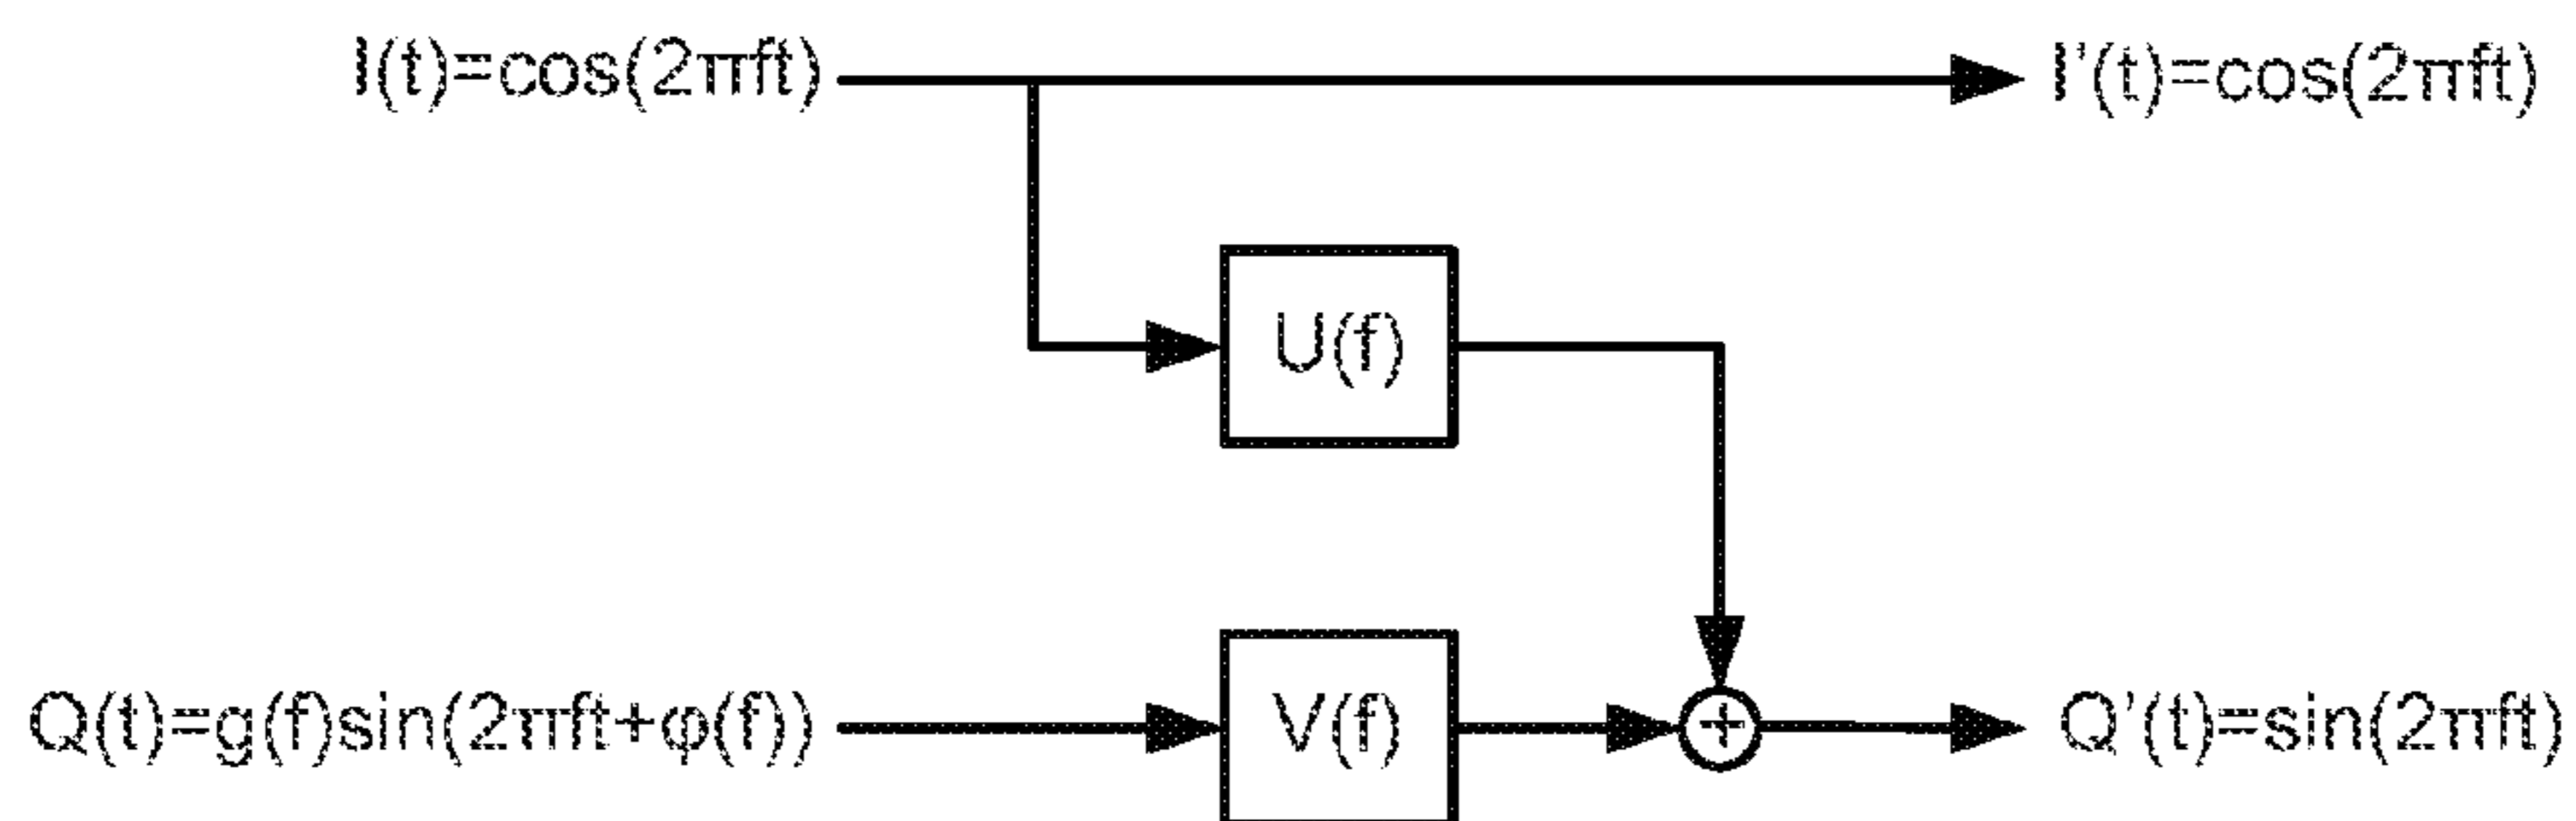 I(t)=cos(2πft)
I’(t)=cos(2πft)
U(f)
Q(t)=g(f)sin(2πft+φ(f))
V(f)
+
Q’(t)=sin(2πft)